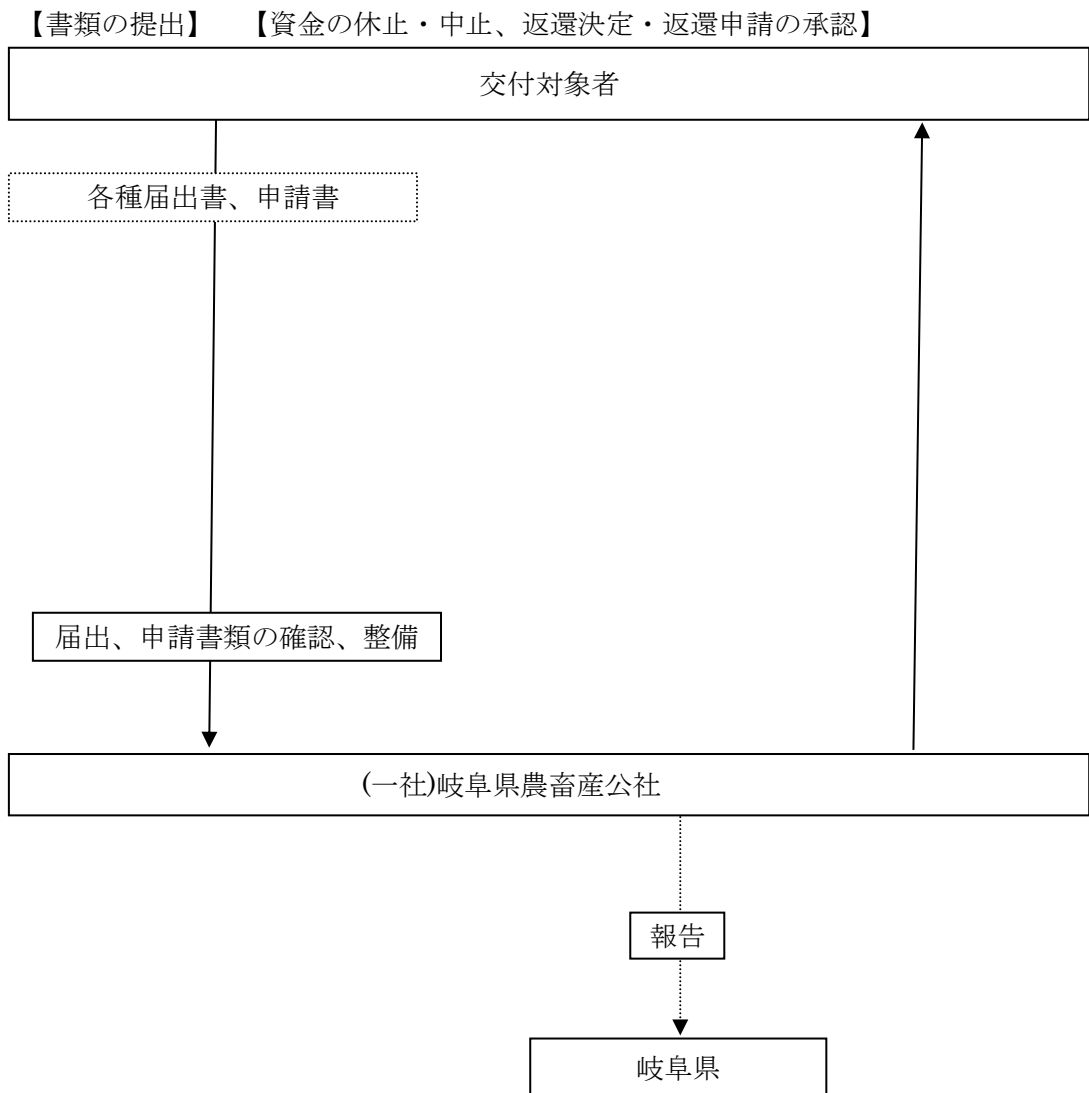 【書類の提出】 【資金の休止・中止、返還決定・返還申請の承認】
交付対象者
各種届出書、申請書
届出、申請書類の確認、整備
(一社)岐阜県農畜産公社
報告
岐阜県